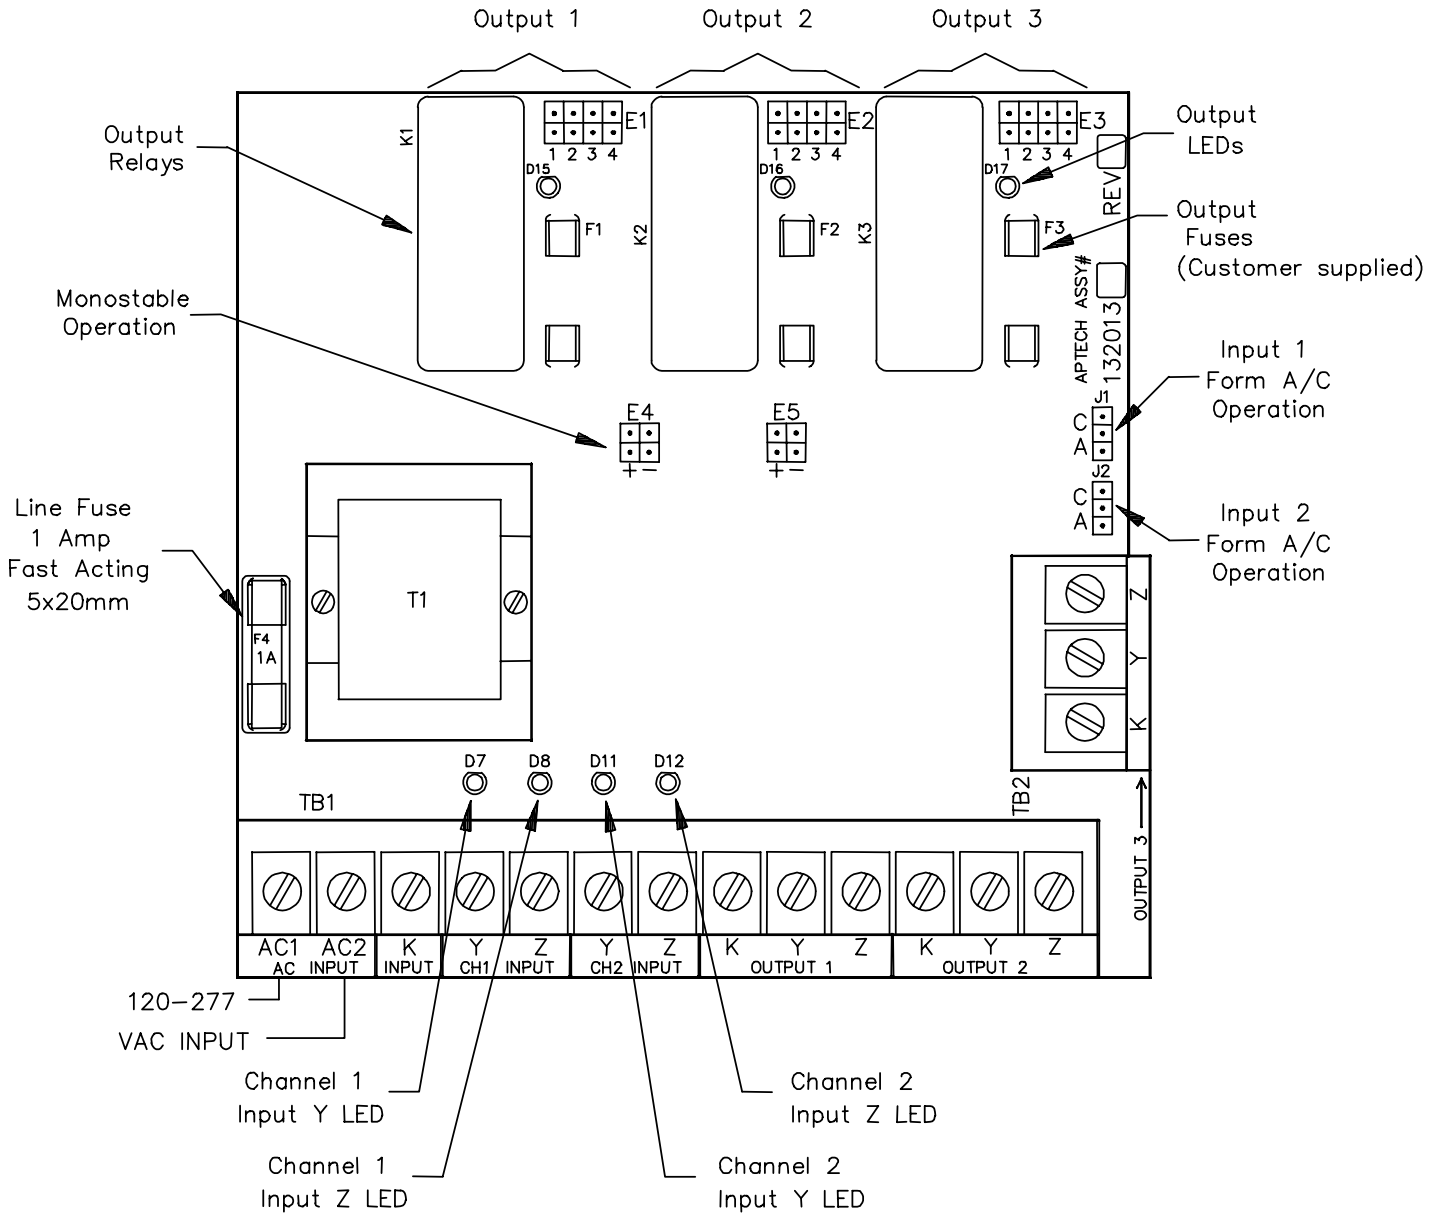 Output 1
Output 2
Output 3
Output
Relays
K1
E1
1 2 3 4
D15
F1
K2
E2
1 2 3 4
D16
F2
K3
E3
1 2 3 4
D17
F3
Output
LEDs
REV
Output
Fuses
(Customer supplied)
APTECH ASSY#
132013
Monostable
Operation
E4
+ −
E5
+ −
J1
C
A
Input 1
Form A/C
Operation
J2
C
A
Input 2
Form A/C
Operation
Line Fuse
1 Amp
Fast Acting
5x20mm
F4
1A
T1
Z
Y
K
TB2
OUTPUT 3
D7
D8
D11
D12
TB1
AC1 AC2 K Y Z Y Z K Y Z K Y Z
AC INPUT INPUT CH1 INPUT CH2 INPUT OUTPUT 1 OUTPUT 2
120−277
VAC INPUT
Channel 1
Input Y LED
Channel 2
Input Z LED
Channel 1
Input Z LED
Channel 2
Input Y LED